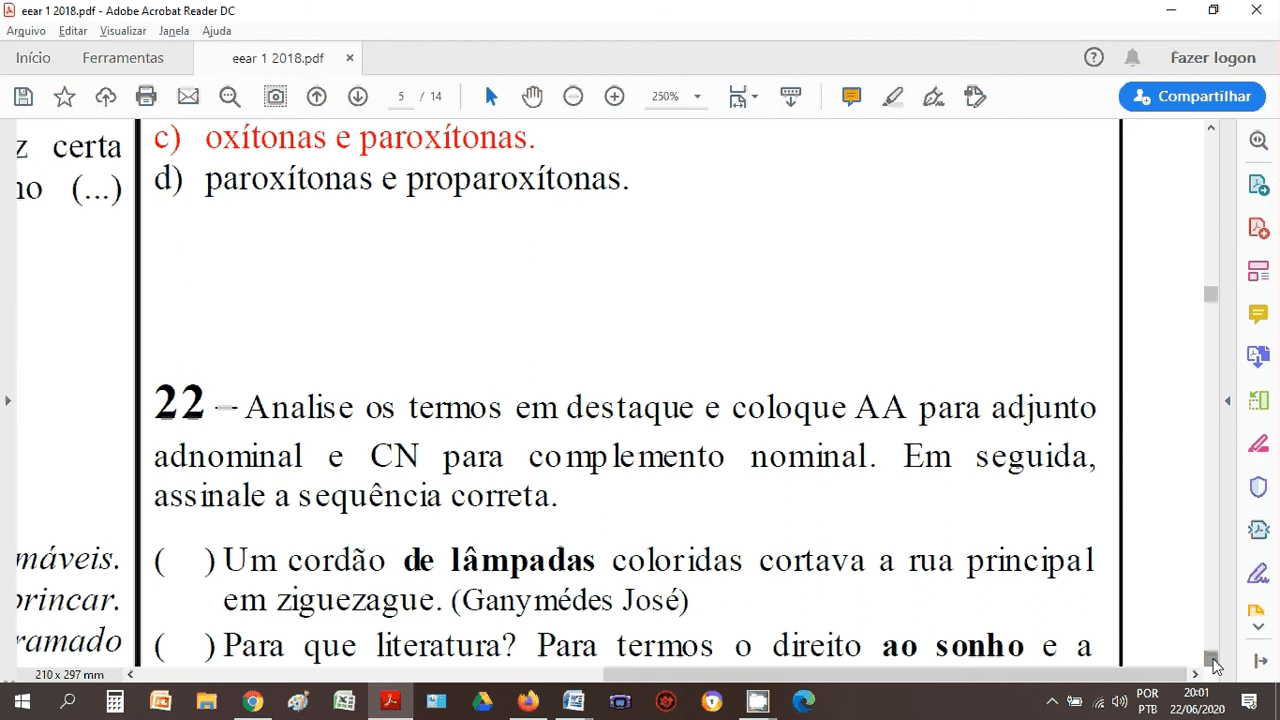 eear 1 2018.pdf - Adobe Acrobat Reader DC
Arquivo Editar Visualizar Janela Ajuda
Início Ferramentas eear 1 2018.pdf × Fazer logon
5 / 14 250% Compartilhar
z certa
no (...)
máveis.
orincar.
ramado
c) oxítonas e paroxítonas.
d) paroxítonas e proparoxítonas.
22 – Analise os termos em destaque e coloque AA para adjunto
adnominal e CN para complemento nominal. Em seguida,
assinale a sequência correta.
( ) Um cordão de lâmpadas coloridas cortava a rua principal
em ziguezague. (Ganymédes José)
( ) Para que literatura? Para termos o direito ao sonho e a
210 x 297 mm
POR
PTB
20:01
22/06/2020